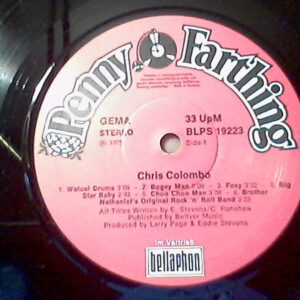 Penny Farthing
GEMA
STEREO
33 UpM
BLPS 19223
Side 1
Chris Colombo
1 - Watusi Drums 3:09 - 2 - Bogey Man - 3 - Foxy - 4 - Big
Star Baby - 5 - Choo Choo Man - 6 - Brother
Nathaniel's Original Rock 'n' Roll Band
All Titles Written by E. Stevens/C. Renshaw
Published by Bellver Music
Produced by Larry Page & Eddie Stevens
Im Vertrieb
bellaphon